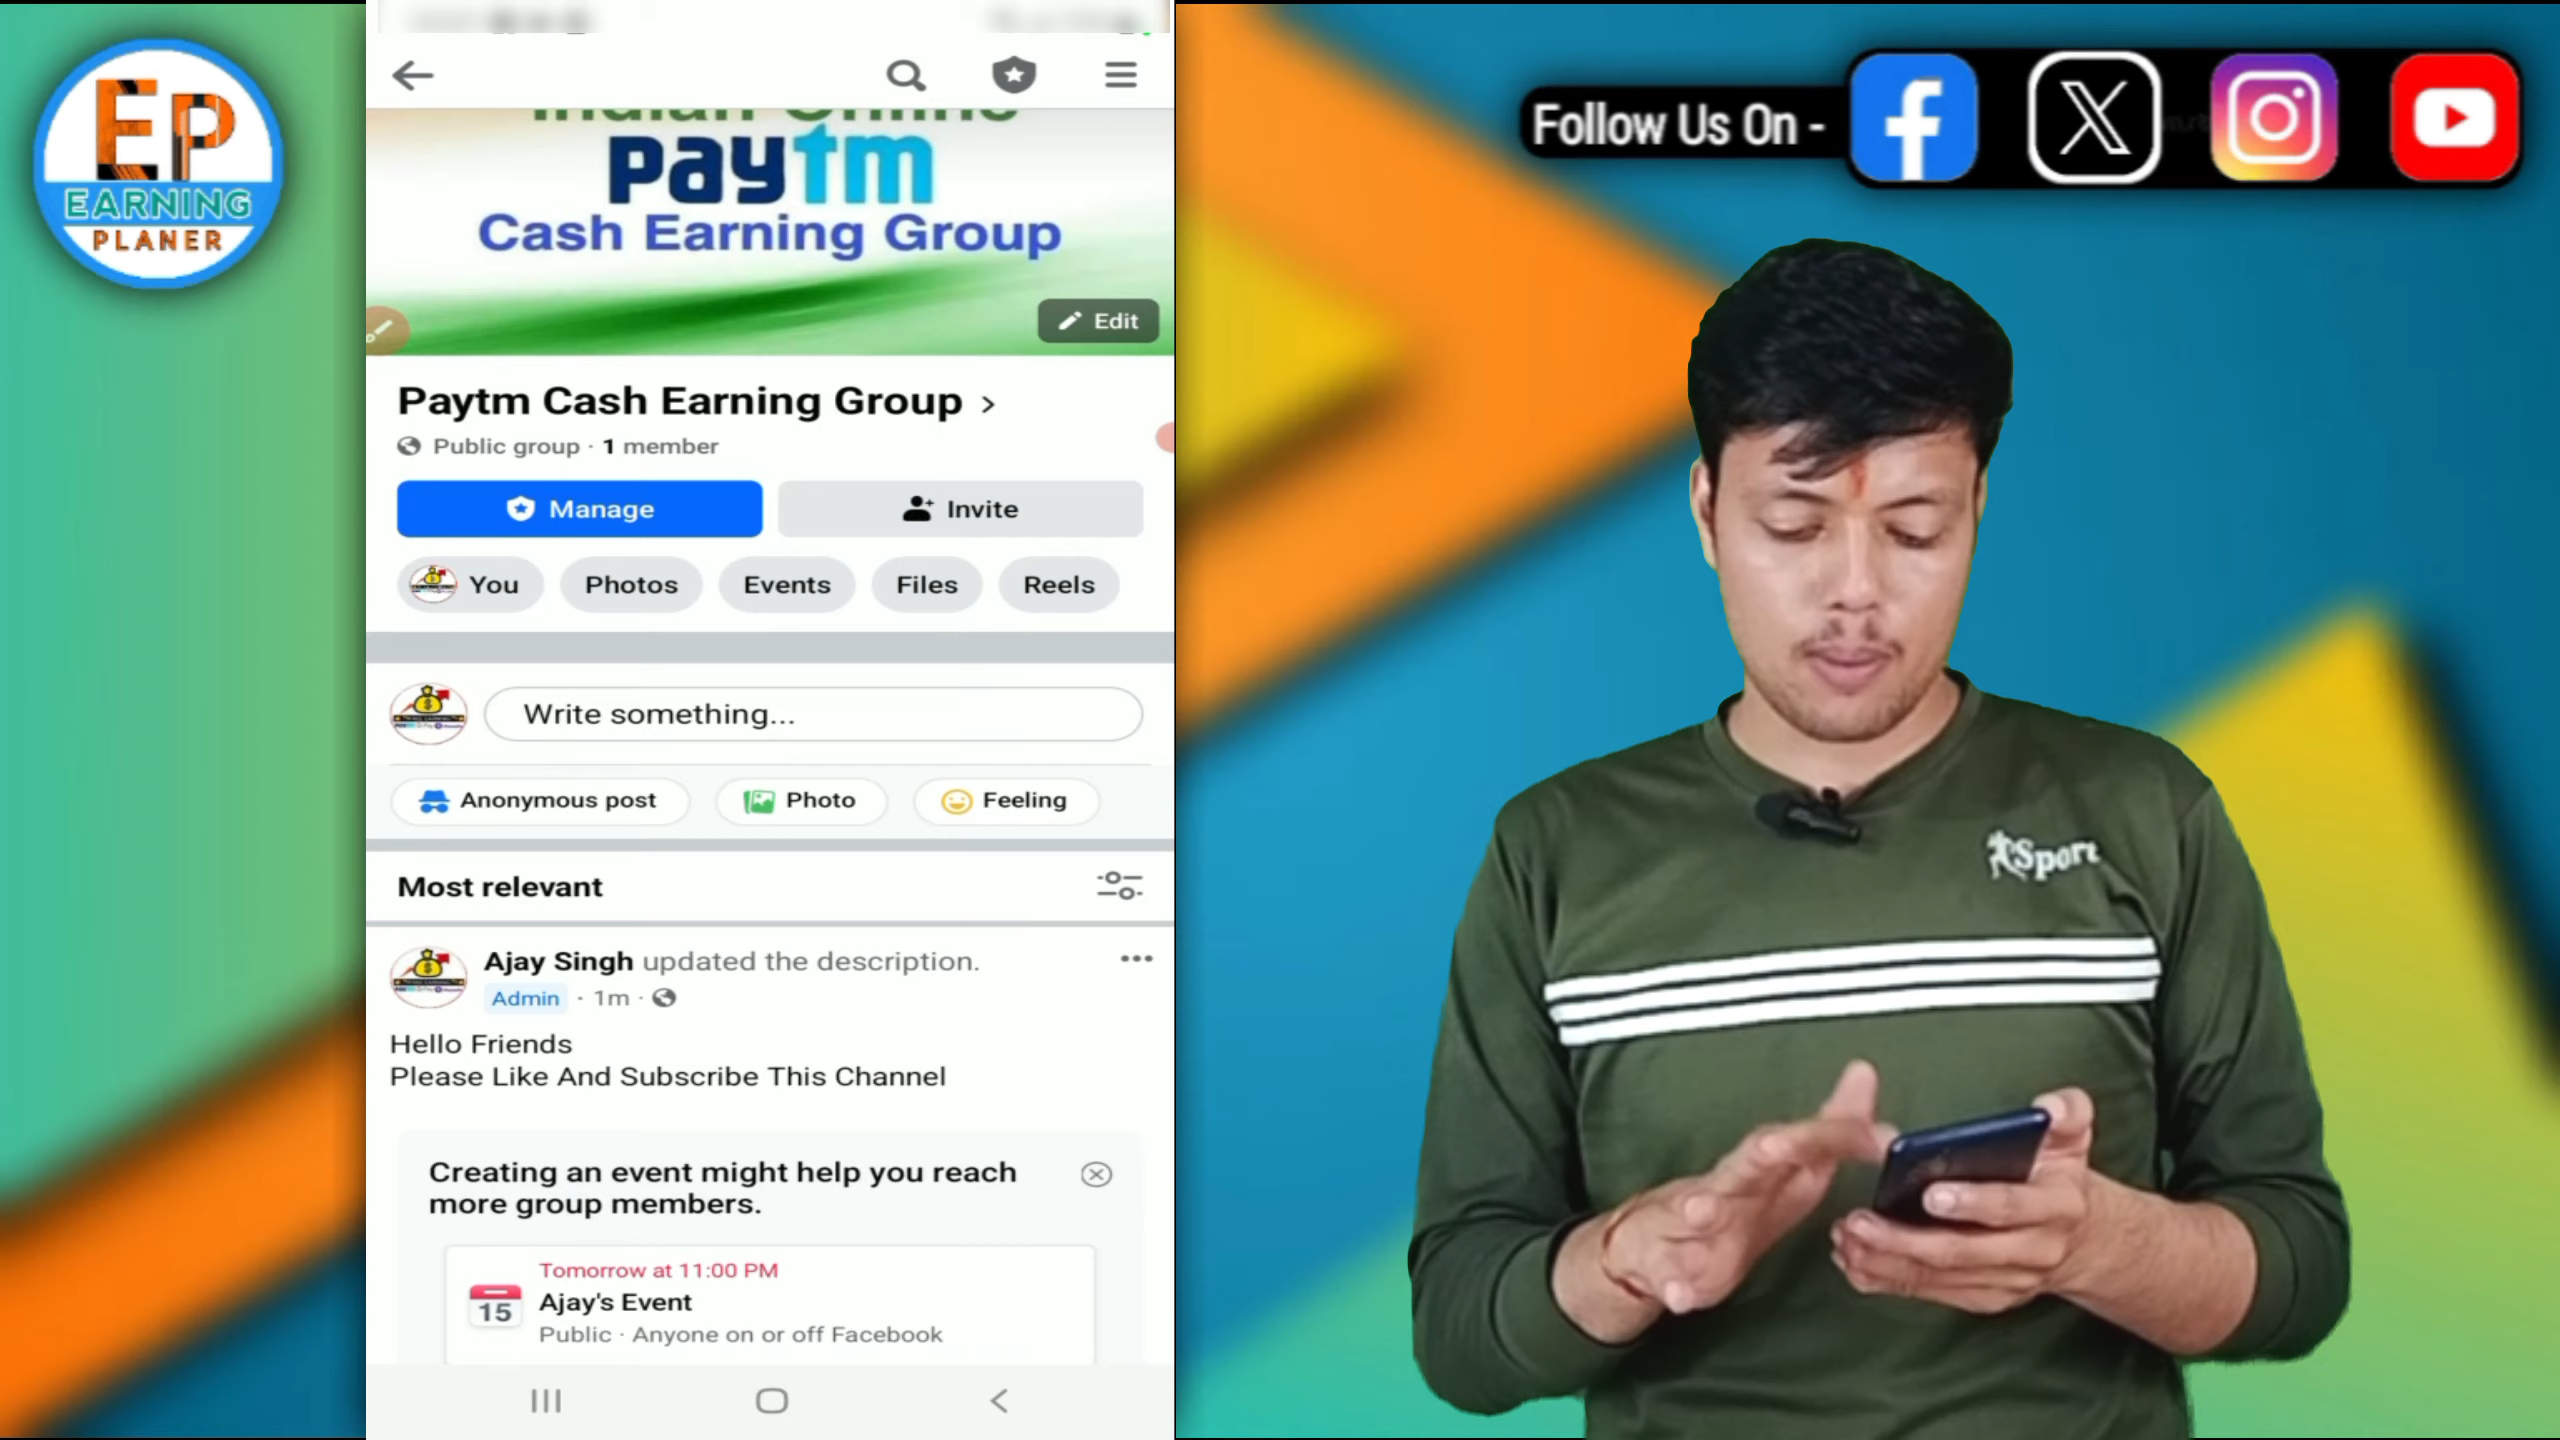 EP
EARNING
PLANER
Indian Online
paytm
Cash Earning Group
Edit
Paytm Cash Earning Group >
Public group · 1 member
Manage
Invite
You
Photos
Events
Files
Reels
Write something...
Anonymous post
Photo
Feeling
Most relevant
Ajay Singh updated the description.
Admin · 1m ·
Hello Friends
Please Like And Subscribe This Channel
Creating an event might help you reach
more group members.
Tomorrow at 11:00 PM
15
Ajay's Event
Public · Anyone on or off Facebook
Follow Us On -
Sport